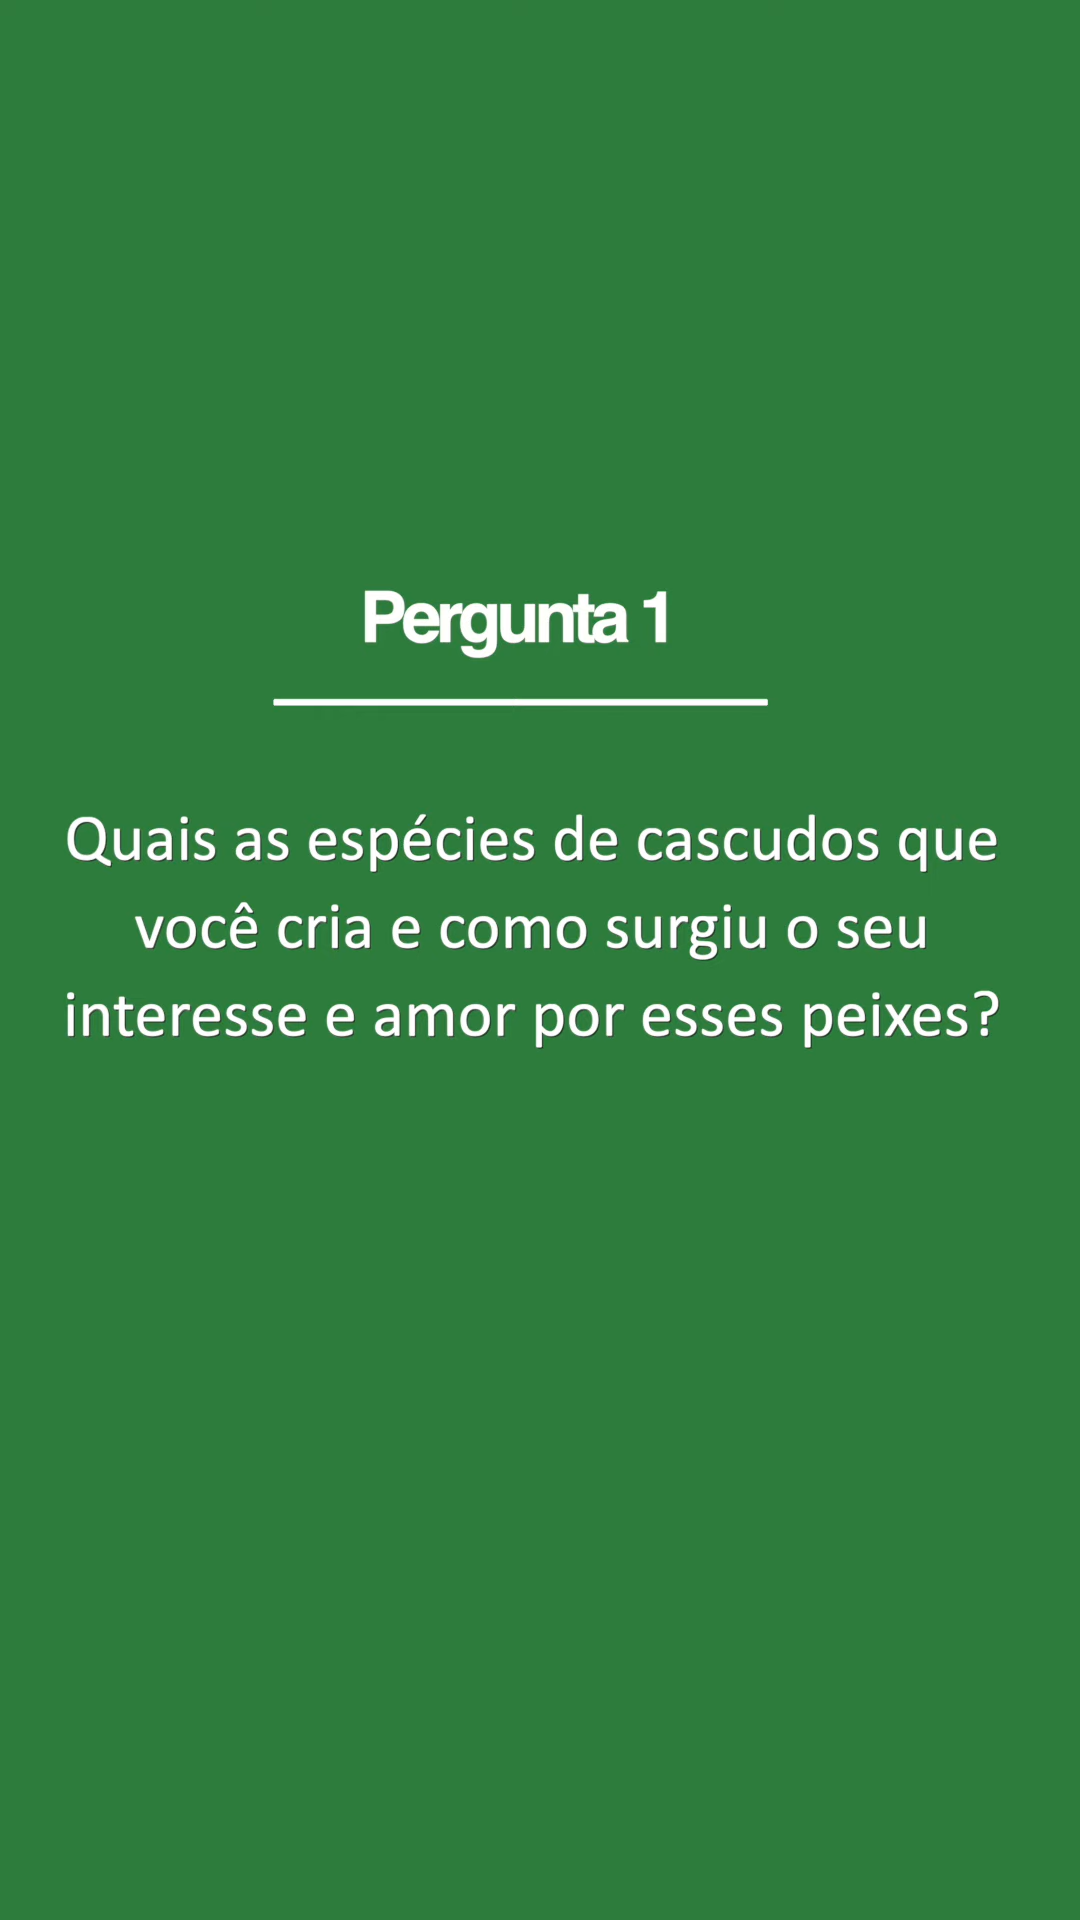 Pergunta 1
Quais as espécies de cascudos que
você cria e como surgiu o seu
interesse e amor por esses peixes?